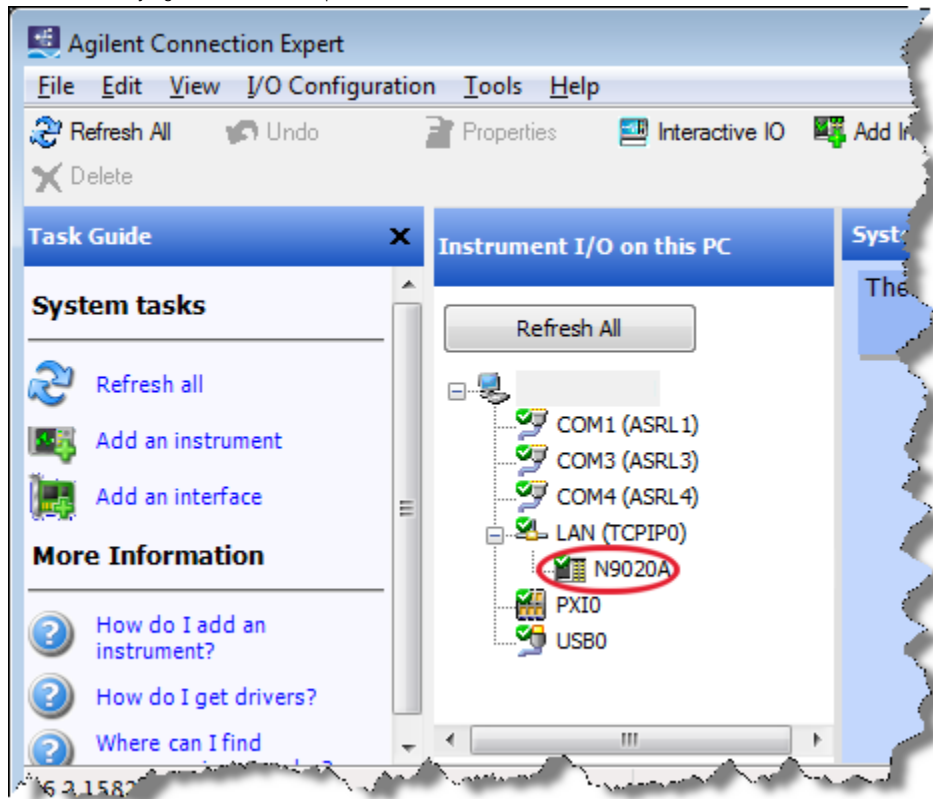 Agilent Connection Expert
File Edit View I/O Configuration Tools Help
Refresh All Undo Properties Interactive IO Add
Delete
Task Guide
System tasks
Refresh all
Add an instrument
Add an interface
More Information
How do I add an
instrument?
How do I get drivers?
Where can I find
Instrument I/O on this PC
Refresh All
COM1 (ASRL1)
COM3 (ASRL3)
COM4 (ASRL4)
LAN (TCPIP0)
N9020A
PXI0
USB0